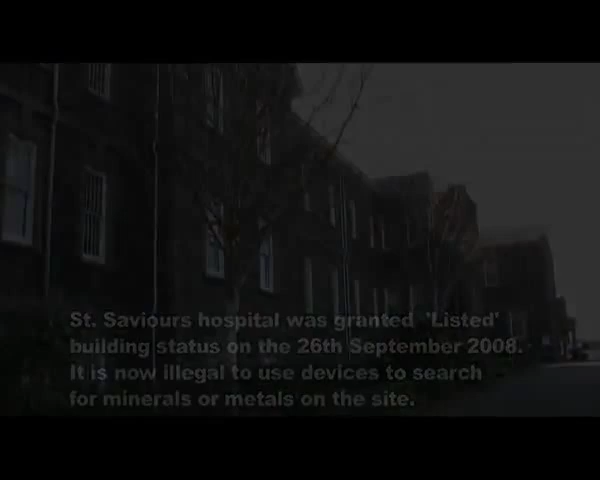 St. Saviours hospital was granted 'Listed'
building status on the 26th September 2008.
It is now illegal to use devices to search
for minerals or metals on the site.